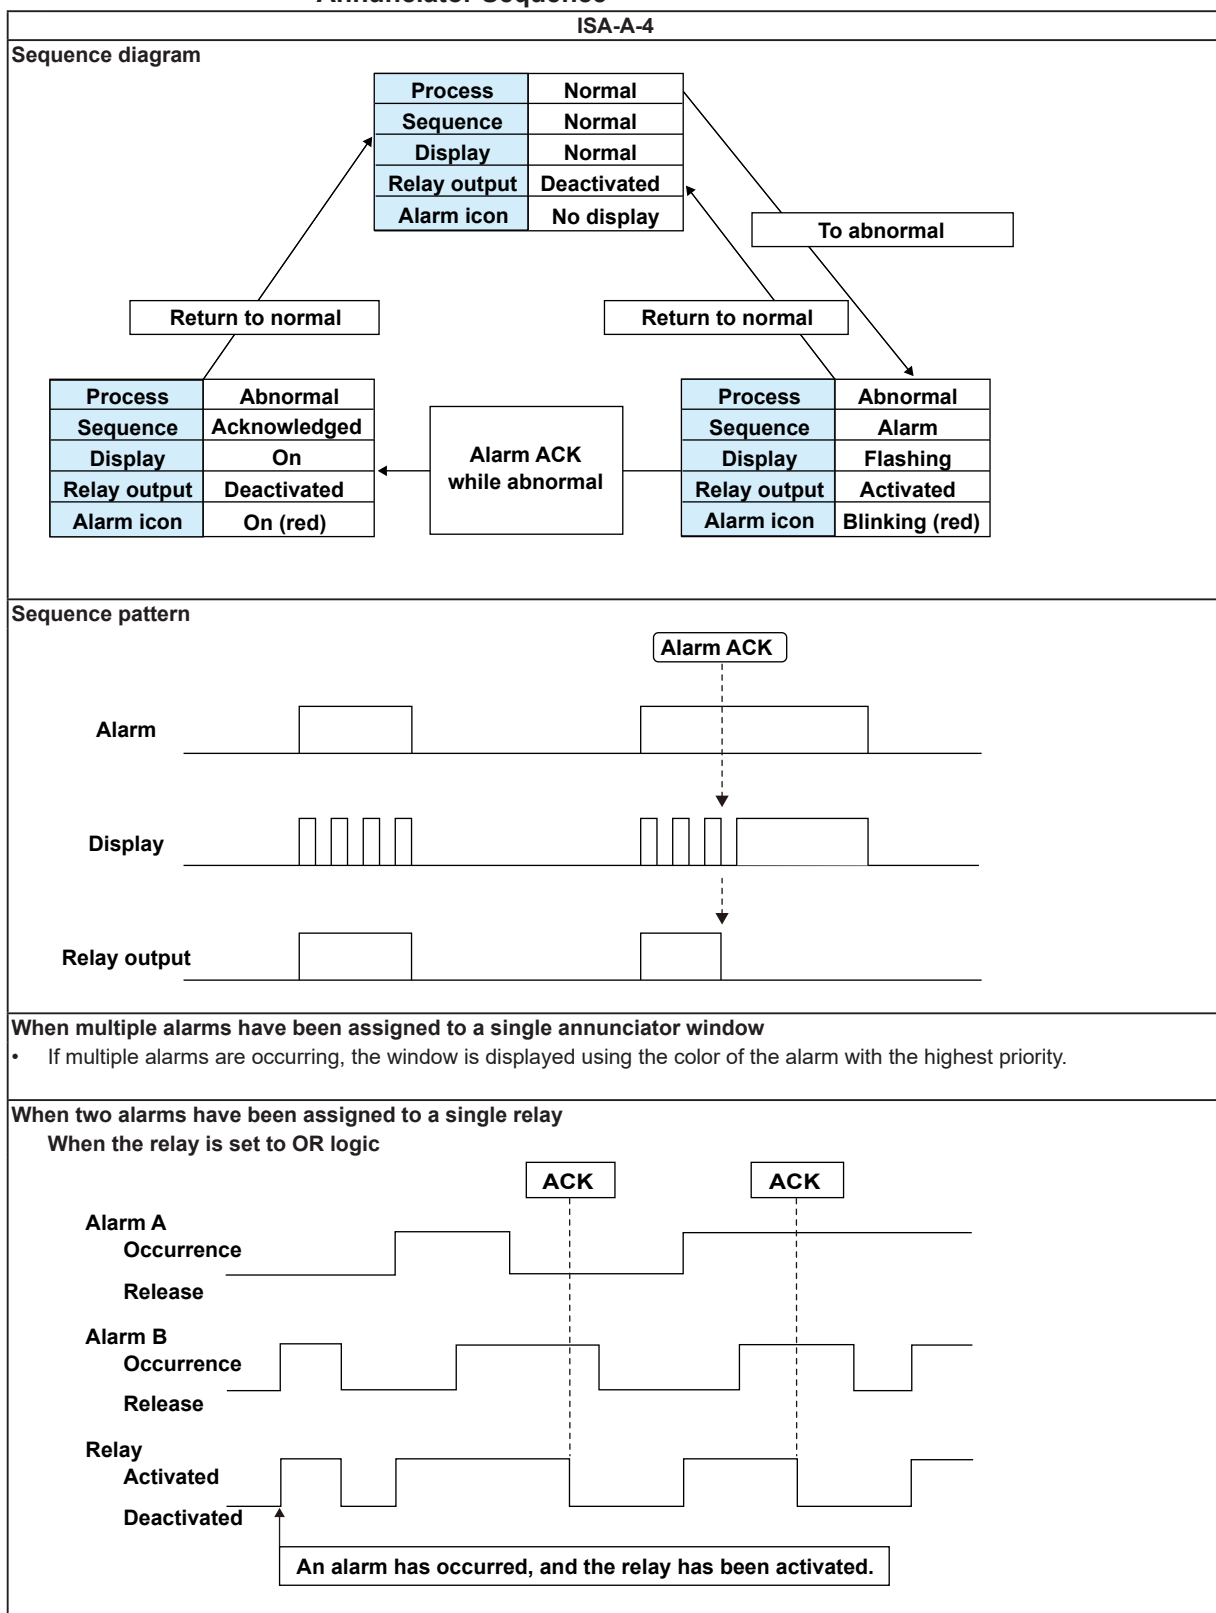 Annunciator Sequence
ISA-A-4
Sequence diagram
Process Normal
Sequence Normal
Display Normal
Relay output Deactivated
Alarm icon No display
To abnormal
Return to normal
Return to normal
Process Abnormal
Sequence Acknowledged
Display On
Relay output Deactivated
Alarm icon On (red)
Alarm ACK
while abnormal
Process Abnormal
Sequence Alarm
Display Flashing
Relay output Activated
Alarm icon Blinking (red)
Sequence pattern
Alarm ACK
Alarm
Display
Relay output
When multiple alarms have been assigned to a single annunciator window
• If multiple alarms are occurring, the window is displayed using the color of the alarm with the highest priority.
When two alarms have been assigned to a single relay
When the relay is set to OR logic
ACK ACK
Alarm A
Occurrence
Release
Alarm B
Occurrence
Release
Relay
Activated
Deactivated
An alarm has occurred, and the relay has been activated.